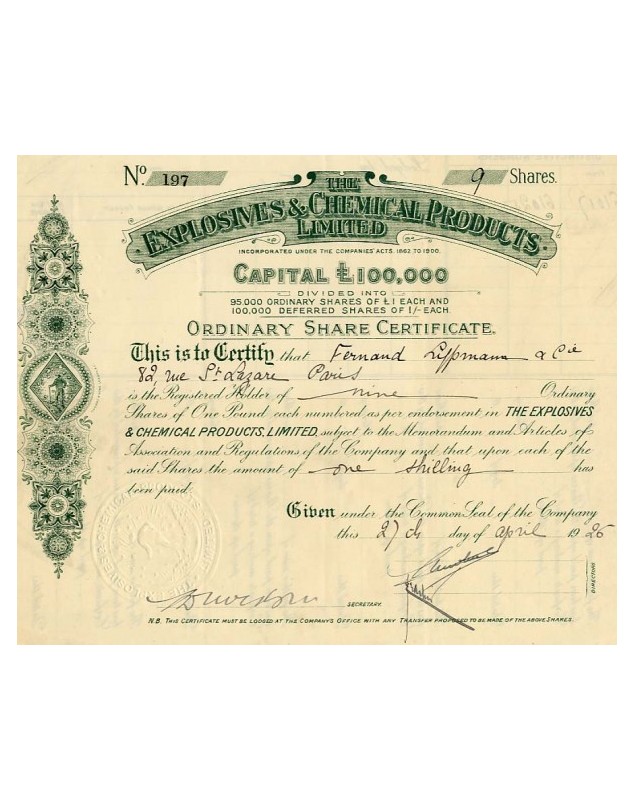 No. 197 9 Shares.
THE
EXPLOSIVES & CHEMICAL PRODUCTS
LIMITED
INCORPORATED UNDER THE COMPANIES' ACTS, 1862 TO 1900.
CAPITAL £100,000
DIVIDED INTO
95,000 ORDINARY SHARES OF £1 EACH AND
100,000 DEFERRED SHARES OF 1/- EACH.
ORDINARY SHARE CERTIFICATE.
This is to Certify that Fernand Lippmann & Cie
82, rue St Lazare Paris
is the Registered Holder of nine Ordinary
Shares of One Pound each numbered as per endorsement in THE EXPLOSIVES
& CHEMICAL PRODUCTS, LIMITED, subject to the Memorandum and Articles of
Association and Regulations of the Company and that upon each of the
said Shares the amount of one shilling has
been paid.
Given under the Common Seal of the Company
this 27th day of april 1926
DIRECTORS
SECRETARY.
N.B. THIS CERTIFICATE MUST BE LODGED AT THE COMPANY'S OFFICE WITH ANY TRANSFER PROPOSED TO BE MADE OF THE ABOVE SHARES.